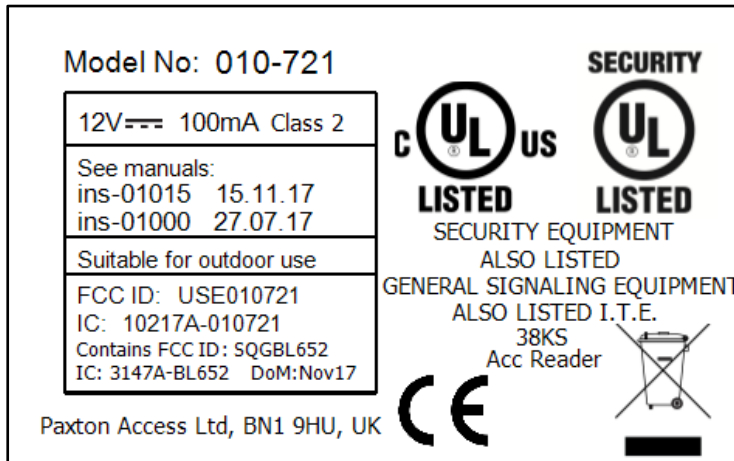 Model No: 010-721
12V 100mA Class 2
See manuals:
ins-01015 15.11.17
ins-01000 27.07.17
Suitable for outdoor use
FCC ID: USE010721
IC: 10217A-010721
Contains FCC ID: SQGBL652
IC: 3147A-BL652 DoM:Nov17
Paxton Access Ltd, BN1 9HU, UK
C UL US
LISTED
SECURITY
UL
LISTED
SECURITY EQUIPMENT
ALSO LISTED
GENERAL SIGNALING EQUIPMENT
ALSO LISTED I.T.E.
38KS
Acc Reader
CE